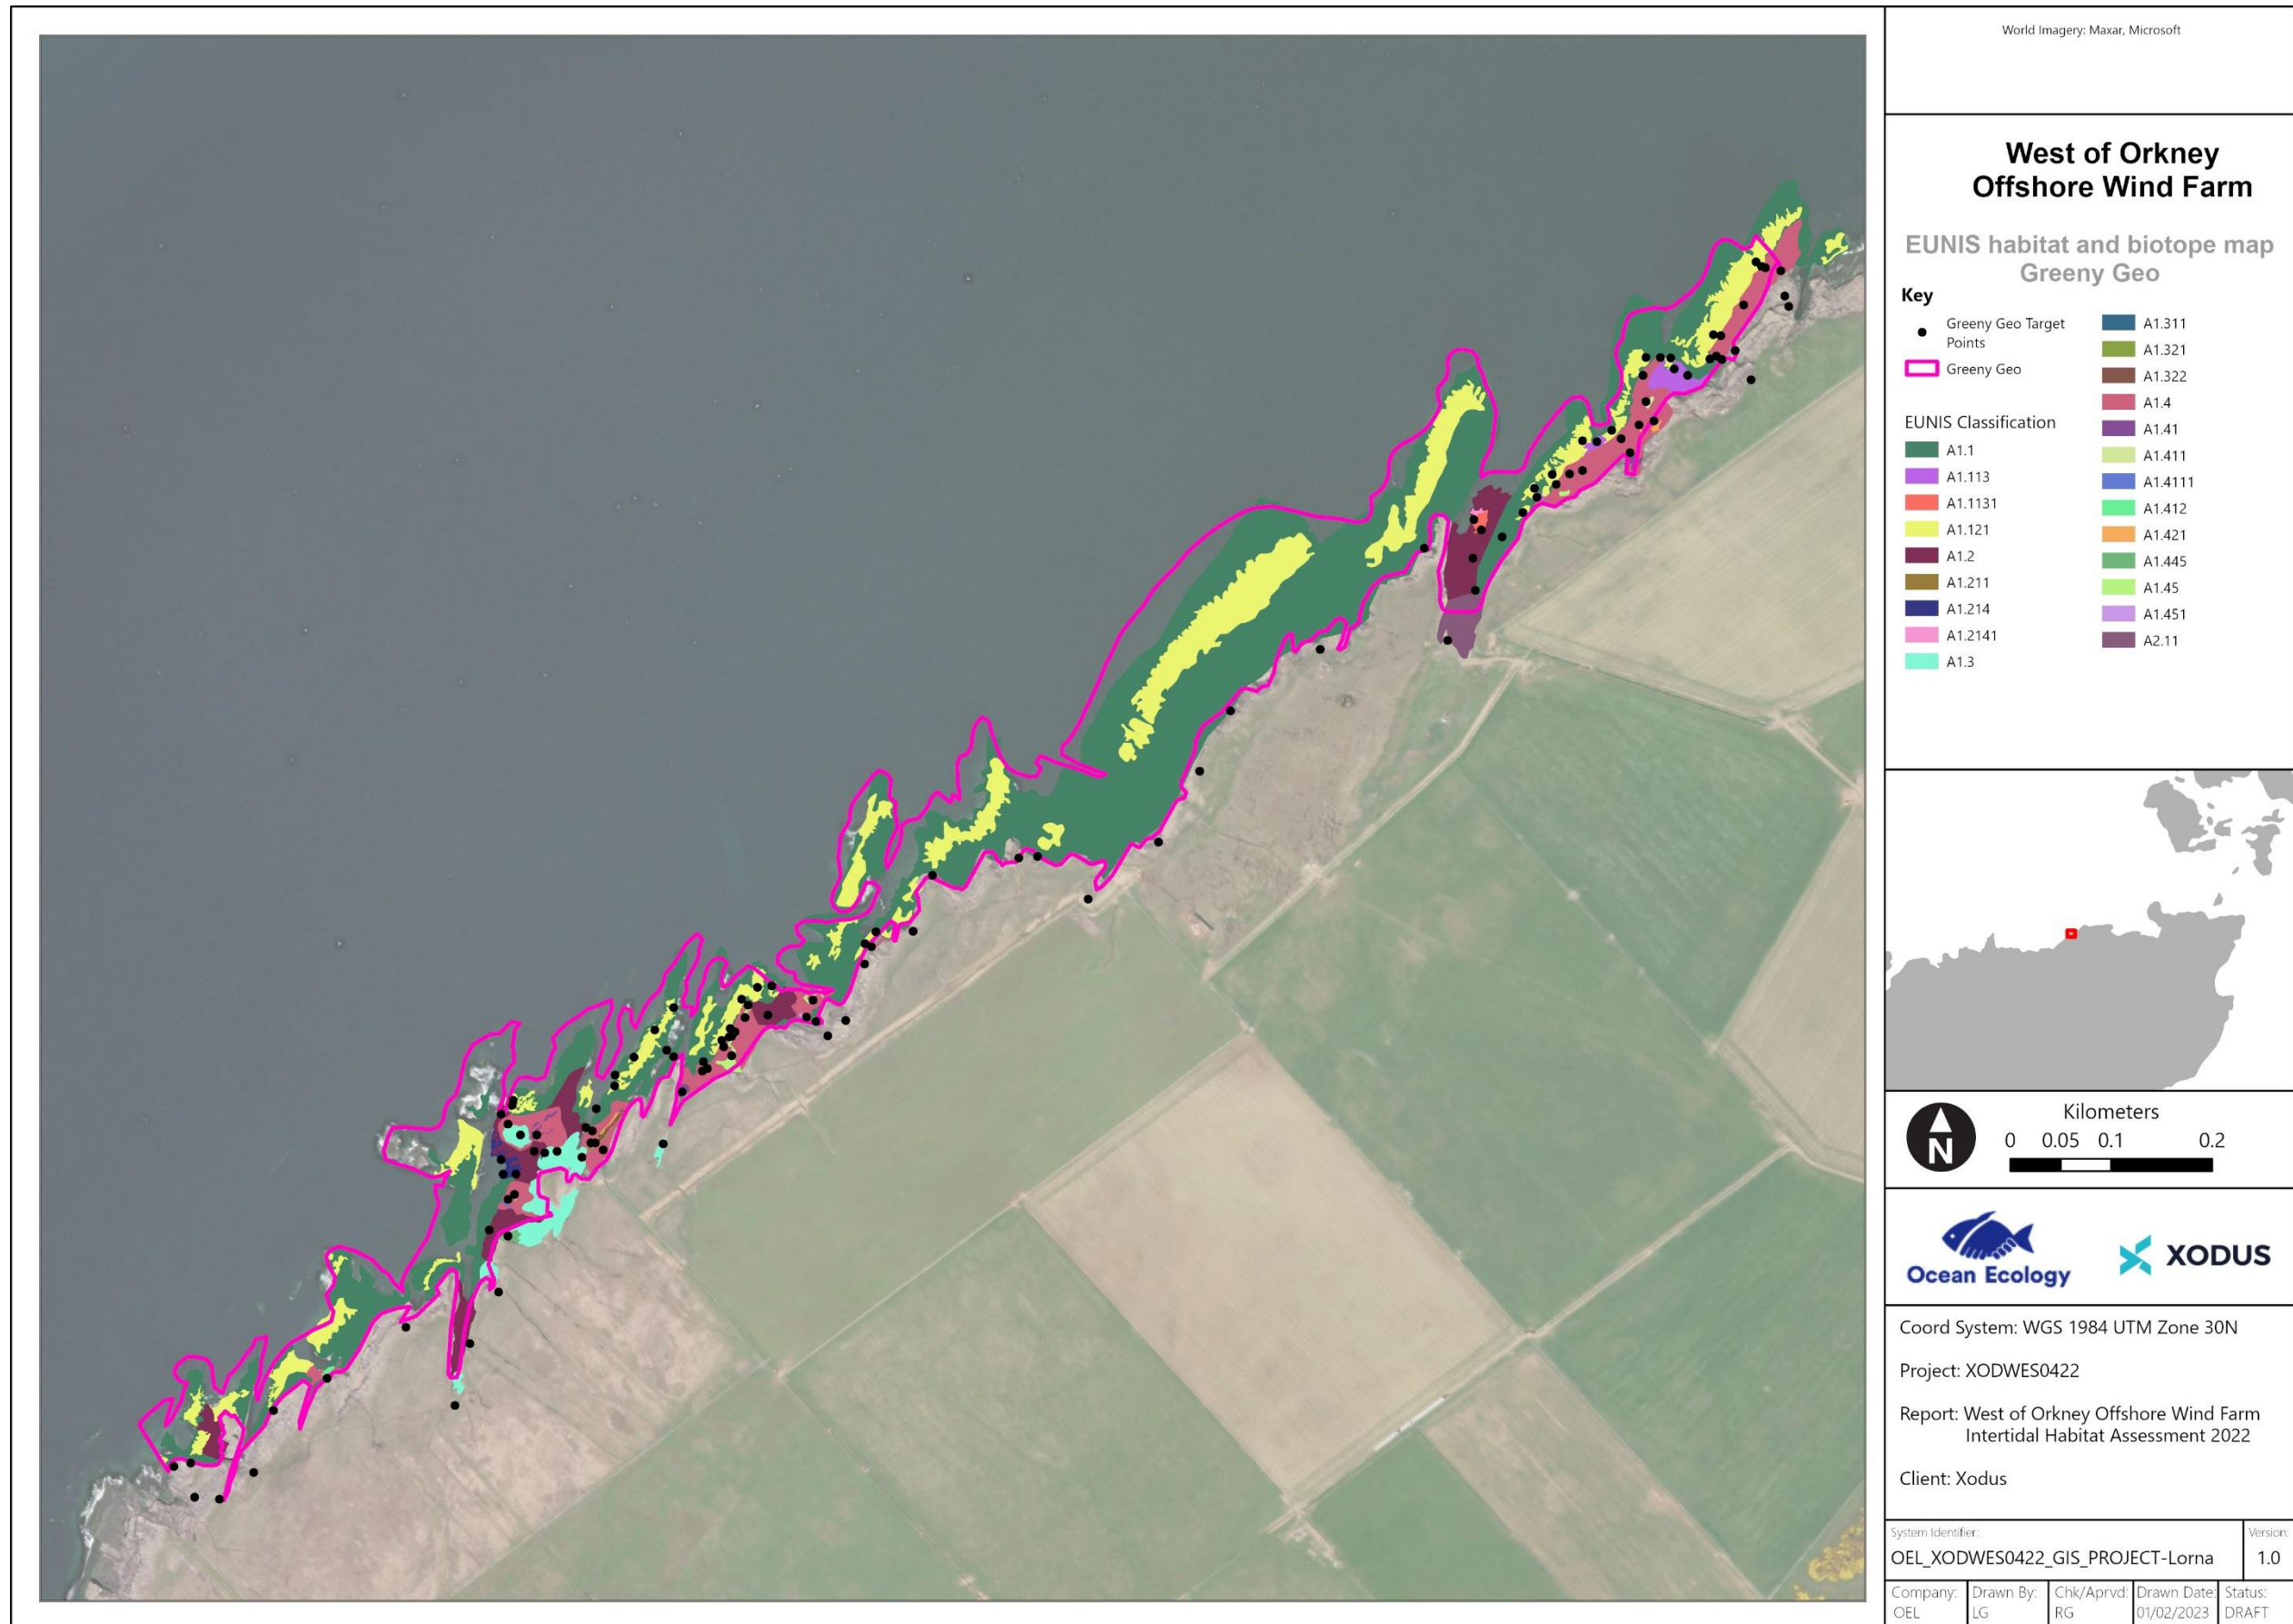 World Imagery: Maxar, Microsoft
West of Orkney
Offshore Wind Farm
EUNIS habitat and biotope map
Greeny Geo
Key
Greeny Geo Target
Points
Greeny Geo
EUNIS Classification
A1.1
A1.113
A1.1131
A1.121
A1.2
A1.211
A1.214
A1.2141
A1.3
A1.311
A1.321
A1.322
A1.4
A1.41
A1.411
A1.4111
A1.412
A1.421
A1.445
A1.45
A1.451
A2.11
N
Kilometers
0 0.05 0.1 0.2
Ocean Ecology
XODUS
Coord System: WGS 1984 UTM Zone 30N
Project: XODWES0422
Report: West of Orkney Offshore Wind Farm
Intertidal Habitat Assessment 2022
Client: Xodus
System Identifier: Version:
OEL_XODWES0422_GIS_PROJECT-Lorna 1.0
Company: Drawn By: Chk/Aprvd: Drawn Date: Status:
OEL LG RG 01/02/2023 DRAFT